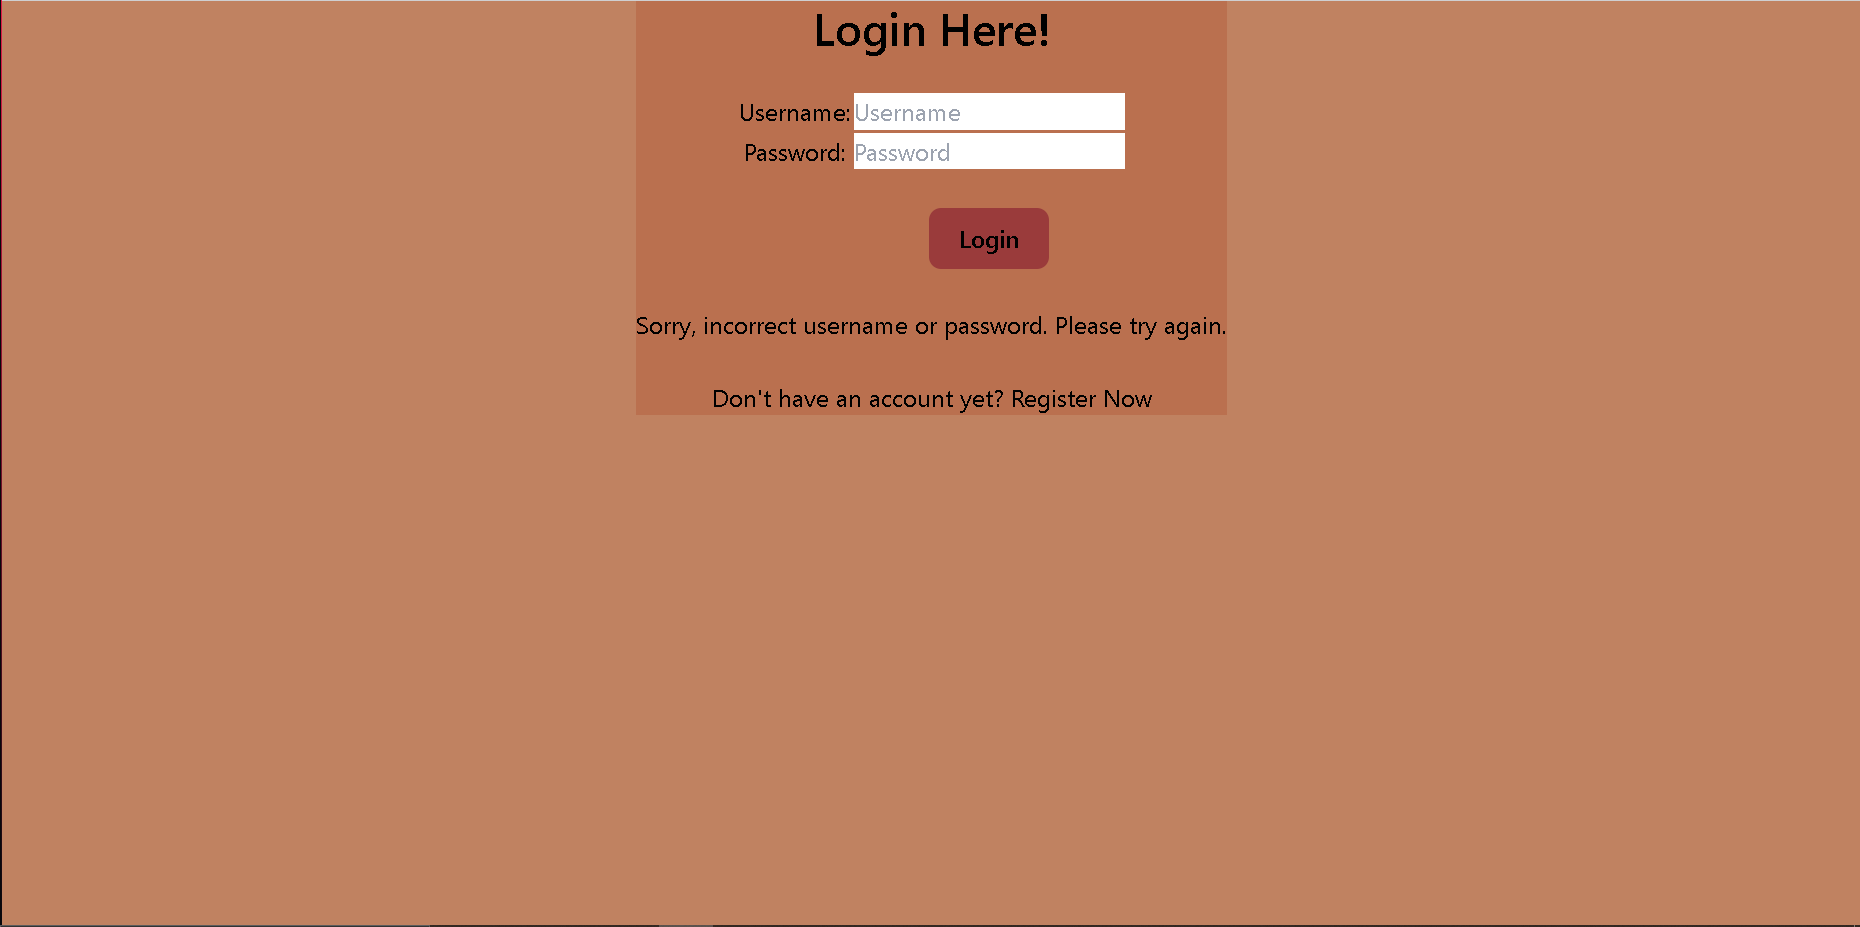 Login Here!
Username: Username
Password: Password
Login
Sorry, incorrect username or password. Please try again.
Don't have an account yet? Register Now